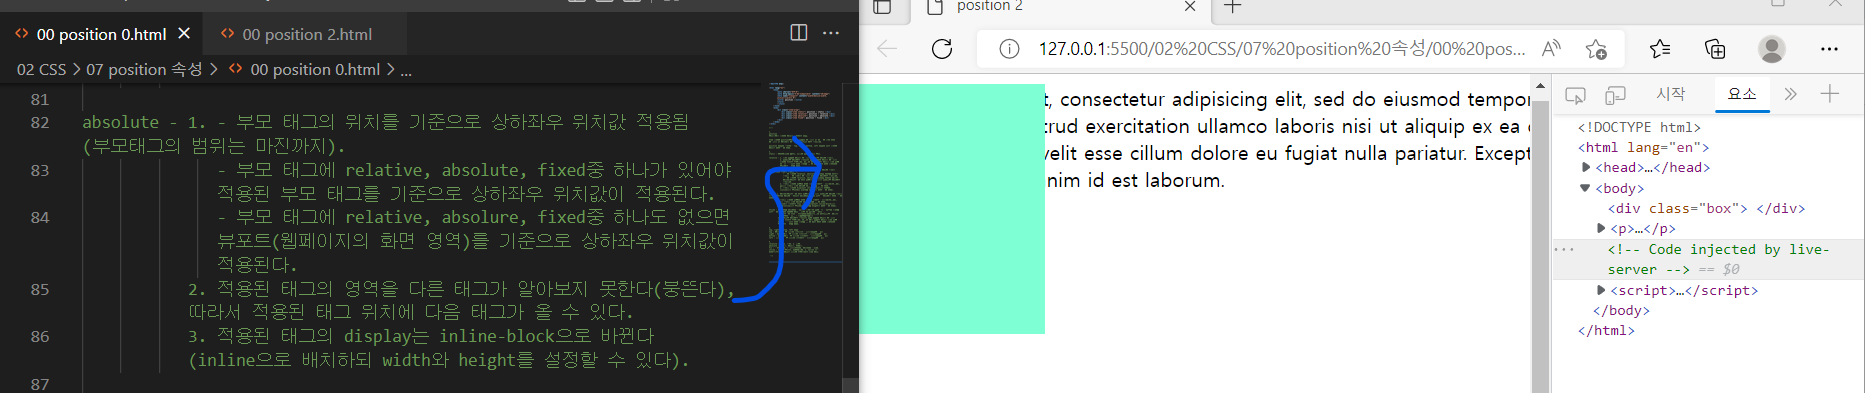 00 position 0.html
00 position 2.html
02 CSS > 07 position 속성 > 00 position 0.html > ...
81
82 absolute - 1. - 부모 태그의 위치를 기준으로 상하좌우 위치값 적용됨
(부모태그의 범위는 마진까지).
83 - 부모 태그에 relative, absolute, fixed중 하나가 있어야
적용된 부모 태그를 기준으로 상하좌우 위치값이 적용된다.
84 - 부모 태그에 relative, absolure, fixed중 하나도 없으면
뷰포트(웹페이지의 화면 영역)를 기준으로 상하좌우 위치값이
적용된다.
85 2. 적용된 태그의 영역을 다른 태그가 알아보지 못한다(붕뜬다),
따라서 적용된 태그 위치에 다음 태그가 올 수 있다.
86 3. 적용된 태그의 display는 inline-block으로 바뀐다
(inline으로 배치하되 width와 height를 설정할 수 있다).
87
position 2
127.0.0.1:5500/02%20CSS/07%20position%20속성/00%20pos...
t, consectetur adipisicing elit, sed do eiusmod tempor
trud exercitation ullamco laboris nisi ut aliquip ex ea
velit esse cillum dolore eu fugiat nulla pariatur. Except
nim id est laborum.
시작
요소
<!DOCTYPE html>
<html lang="en">
<head>…</head>
<body>
<div class="box"> </div>
<p>…</p>
<!-- Code injected by live-
server --> == $0
<script>…</script>
</body>
</html>